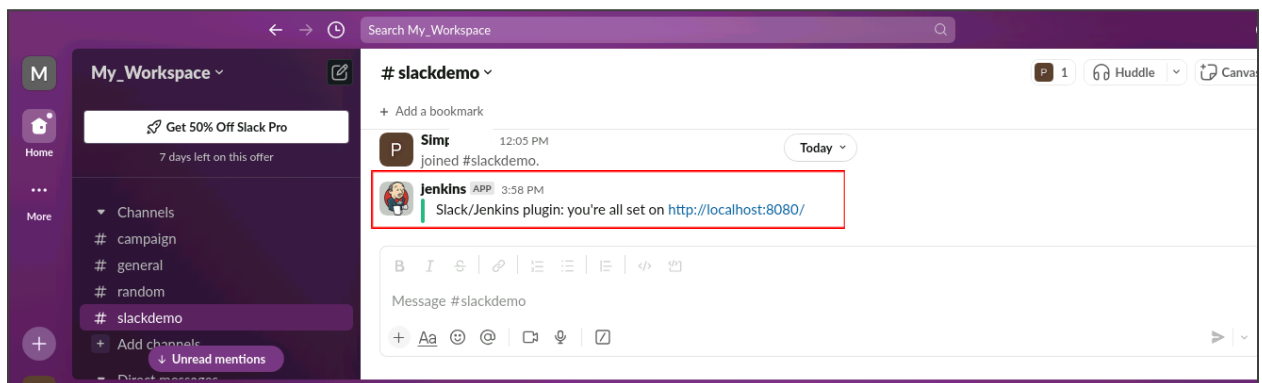 Search My_Workspace
M
My_Workspace
Get 50% Off Slack Pro
7 days left on this offer
Home
More
Channels
# campaign
# general
# random
# slackdemo
+ Add channels
↓ Unread mentions
Direct messages
# slackdemo
P 1
Huddle
+ Add a bookmark
P
12:05 PM
joined #slackdemo.
Today
jenkins APP 3:58 PM
Slack/Jenkins plugin: you're all set on http://localhost:8080/
B I S
Message #slackdemo
+ Aa @